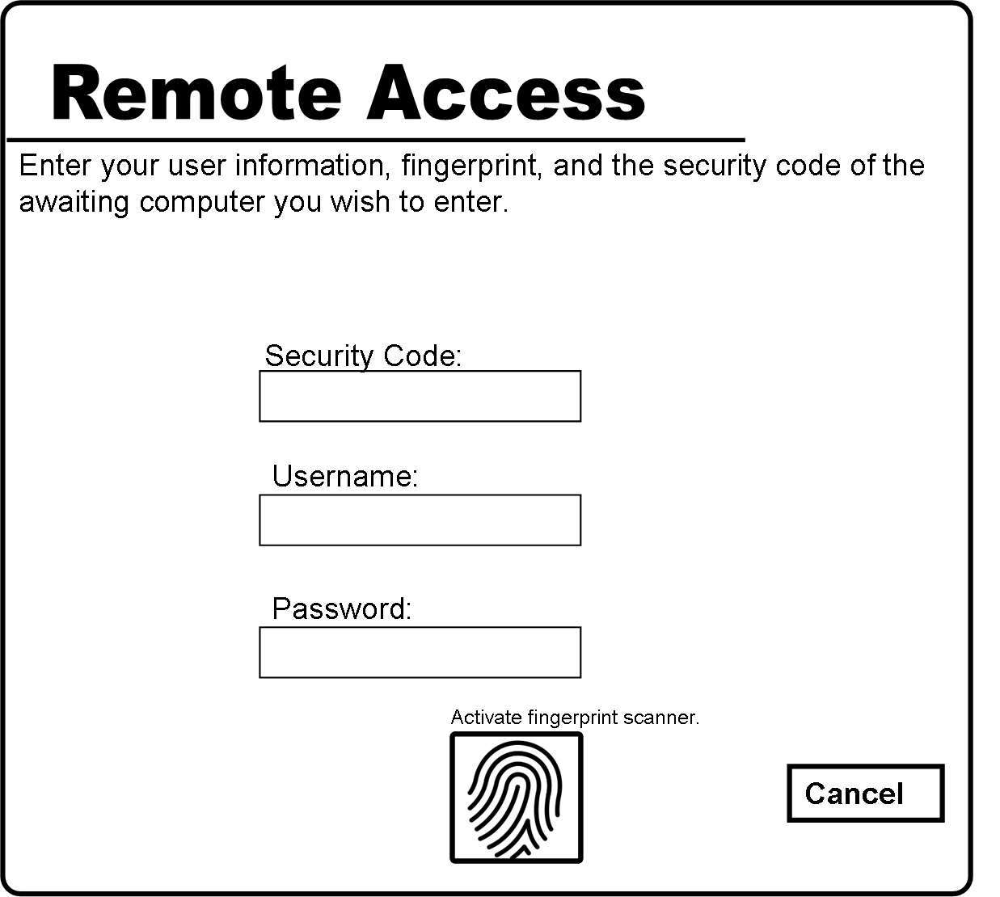 Remote Access
Enter your user information, fingerprint, and the security code of the
awaiting computer you wish to enter.
Security Code:
Username:
Password:
Activate fingerprint scanner.
Cancel